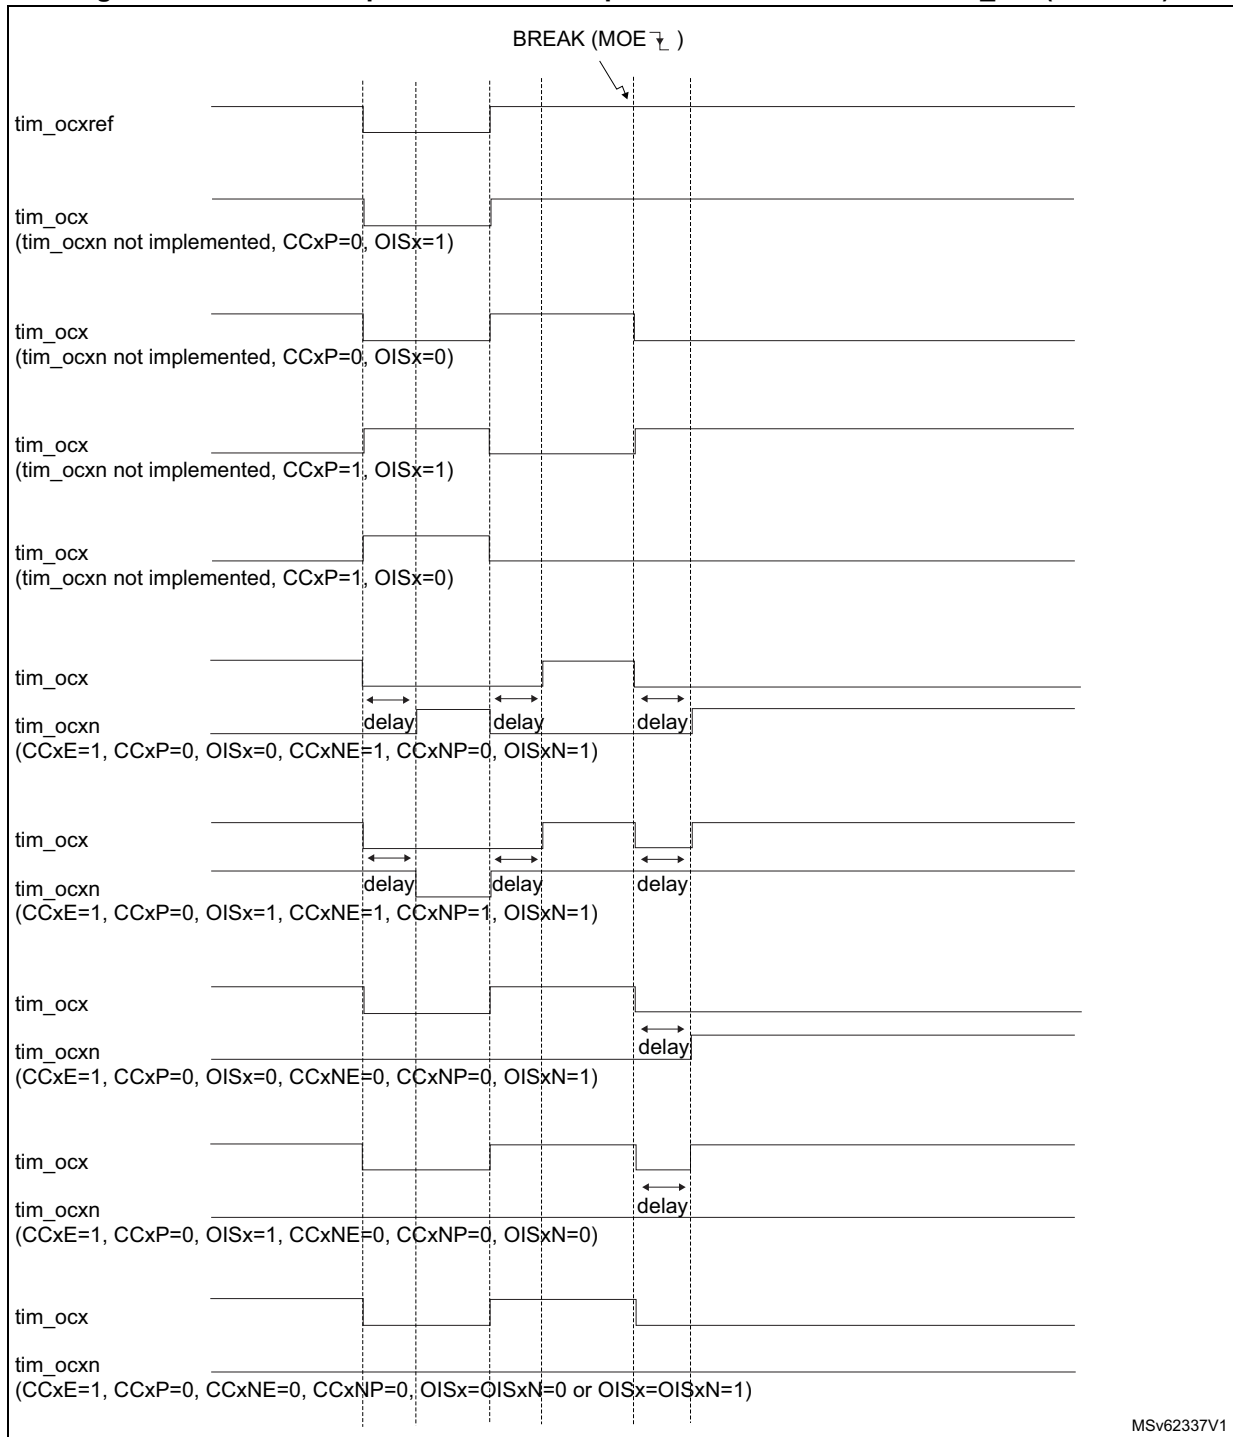 BREAK (MOE )
tim_ocxref
tim_ocx
(tim_ocxn not implemented, CCxP=0, OISx=1)
tim_ocx
(tim_ocxn not implemented, CCxP=0, OISx=0)
tim_ocx
(tim_ocxn not implemented, CCxP=1, OISx=1)
tim_ocx
(tim_ocxn not implemented, CCxP=1, OISx=0)
tim_ocx
tim_ocxn delay delay delay
(CCxE=1, CCxP=0, OISx=0, CCxNE=1, CCxNP=0, OISxN=1)
tim_ocx
tim_ocxn delay delay delay
(CCxE=1, CCxP=0, OISx=1, CCxNE=1, CCxNP=1, OISxN=1)
tim_ocx
tim_ocxn delay
(CCxE=1, CCxP=0, OISx=0, CCxNE=0, CCxNP=0, OISxN=1)
tim_ocx
tim_ocxn delay
(CCxE=1, CCxP=0, OISx=1, CCxNE=0, CCxNP=0, OISxN=0)
tim_ocx
tim_ocxn
(CCxE=1, CCxP=0, CCxNE=0, CCxNP=0, OISx=OISxN=0 or OISx=OISxN=1)
MSv62337V1